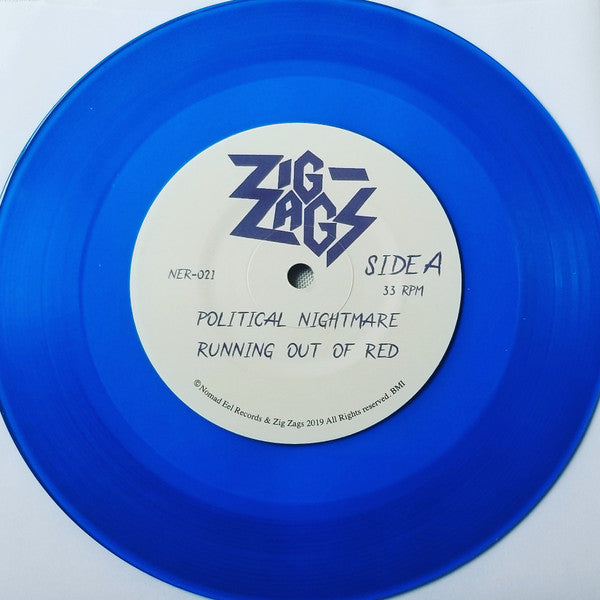 ZIG-
ZAGS
NER-021
SIDE A
33 RPM
POLITICAL NIGHTMARE
RUNNING OUT OF RED
© Nomad Eel Records & Zig Zags 2019 All Rights reserved. BMI